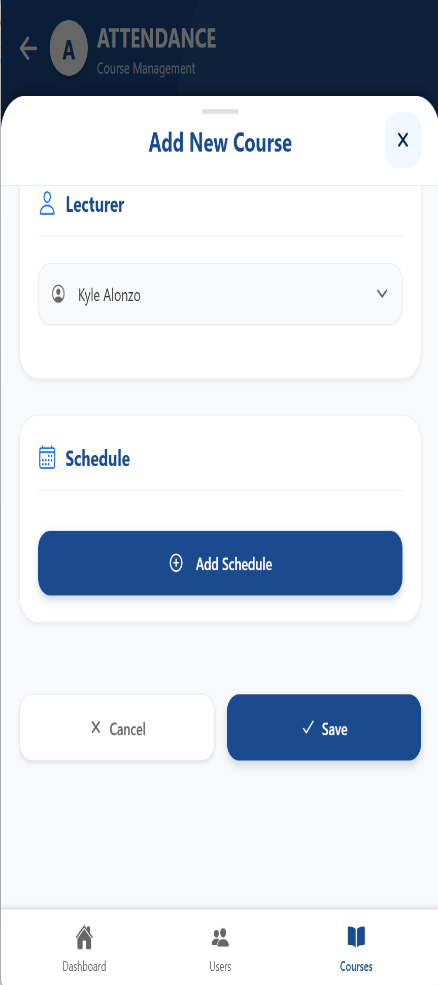 A
ATTENDANCE
Course Management
Add New Course
Lecturer
Kyle Alonzo
Schedule
Add Schedule
Cancel
Save
Dashboard
Users
Courses